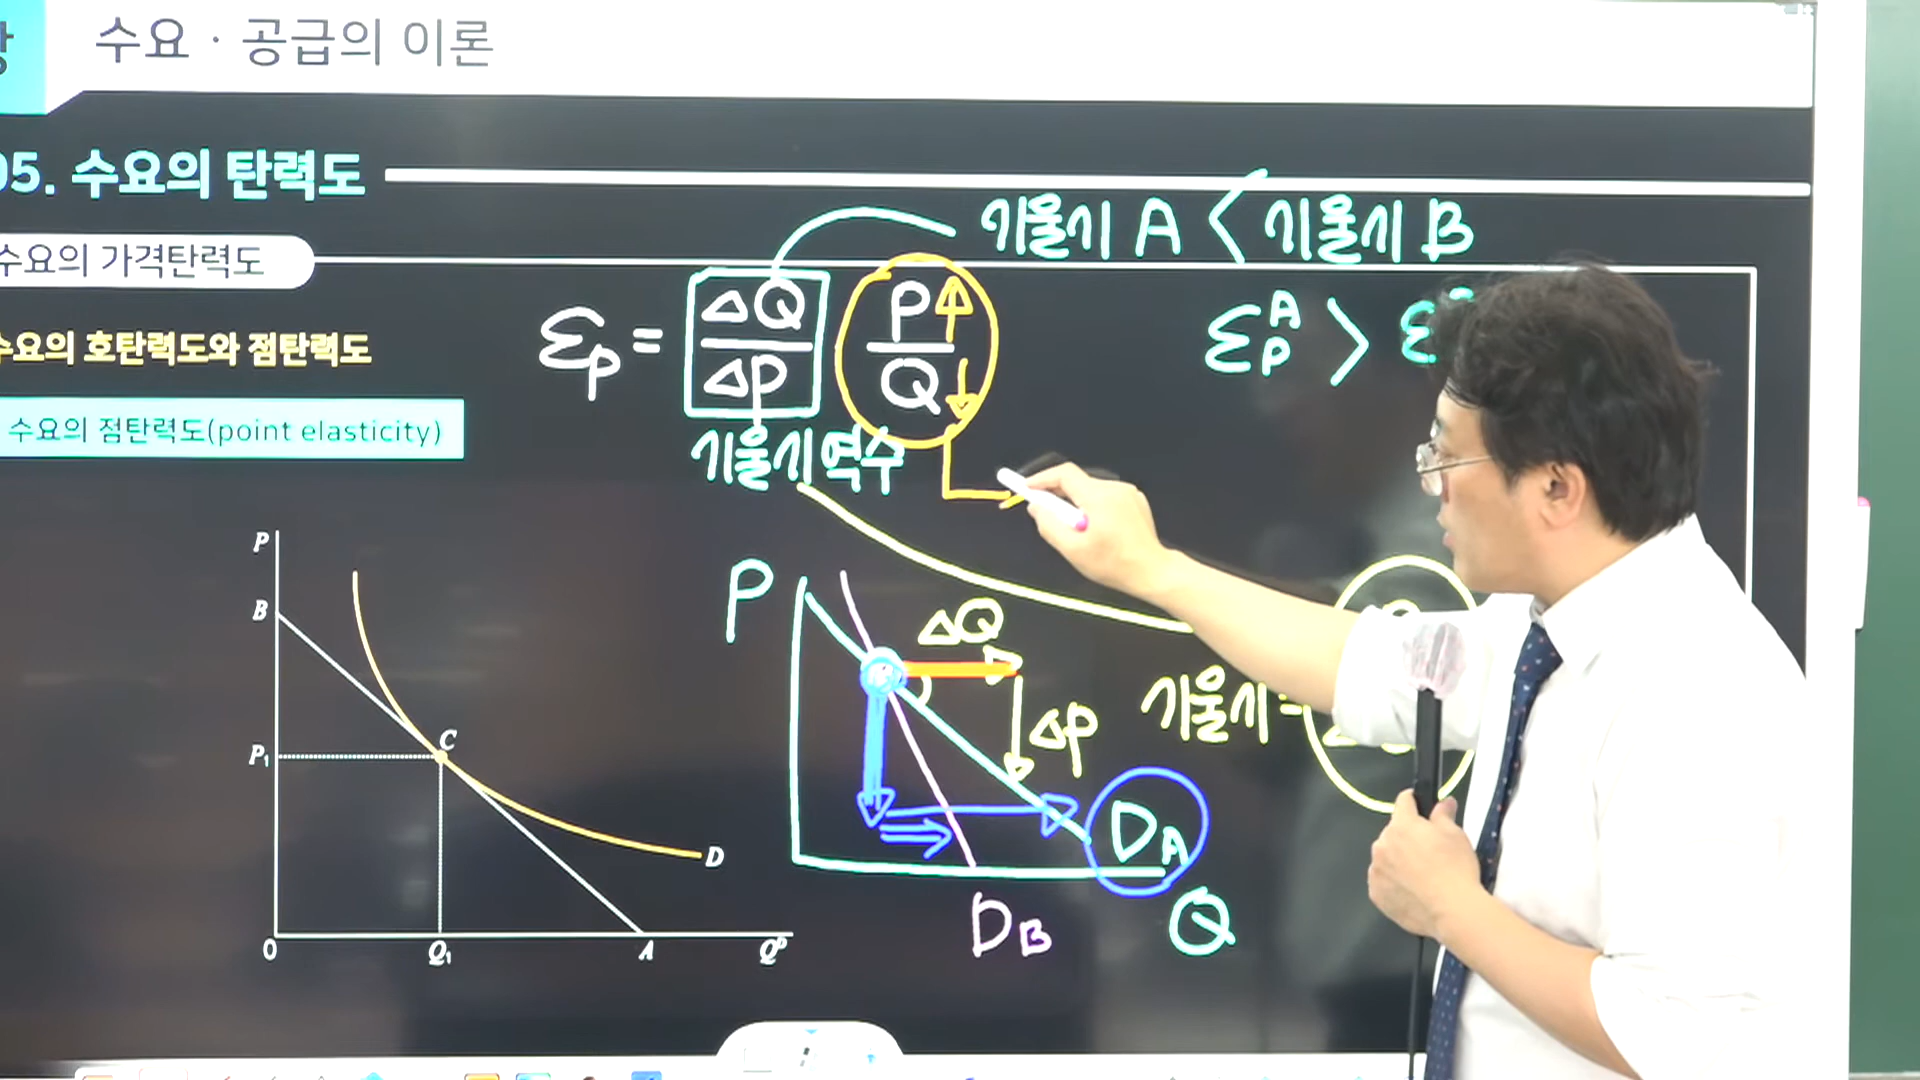 수요 · 공급의 이론
05. 수요의 탄력도
수요의 가격탄력도
수요의 호탄력도와 점탄력도
수요의 점탄력도(point elasticity)
기울기 A < 기울기 B
εp = ΔQ/ΔP P↑/Q↓
기울기 역수
εpA > ε
P
B
P₁
C
D
0
Q₁
A
Qᴰ
P
ΔQ
ΔP
기울기 =
DA
DB
Q